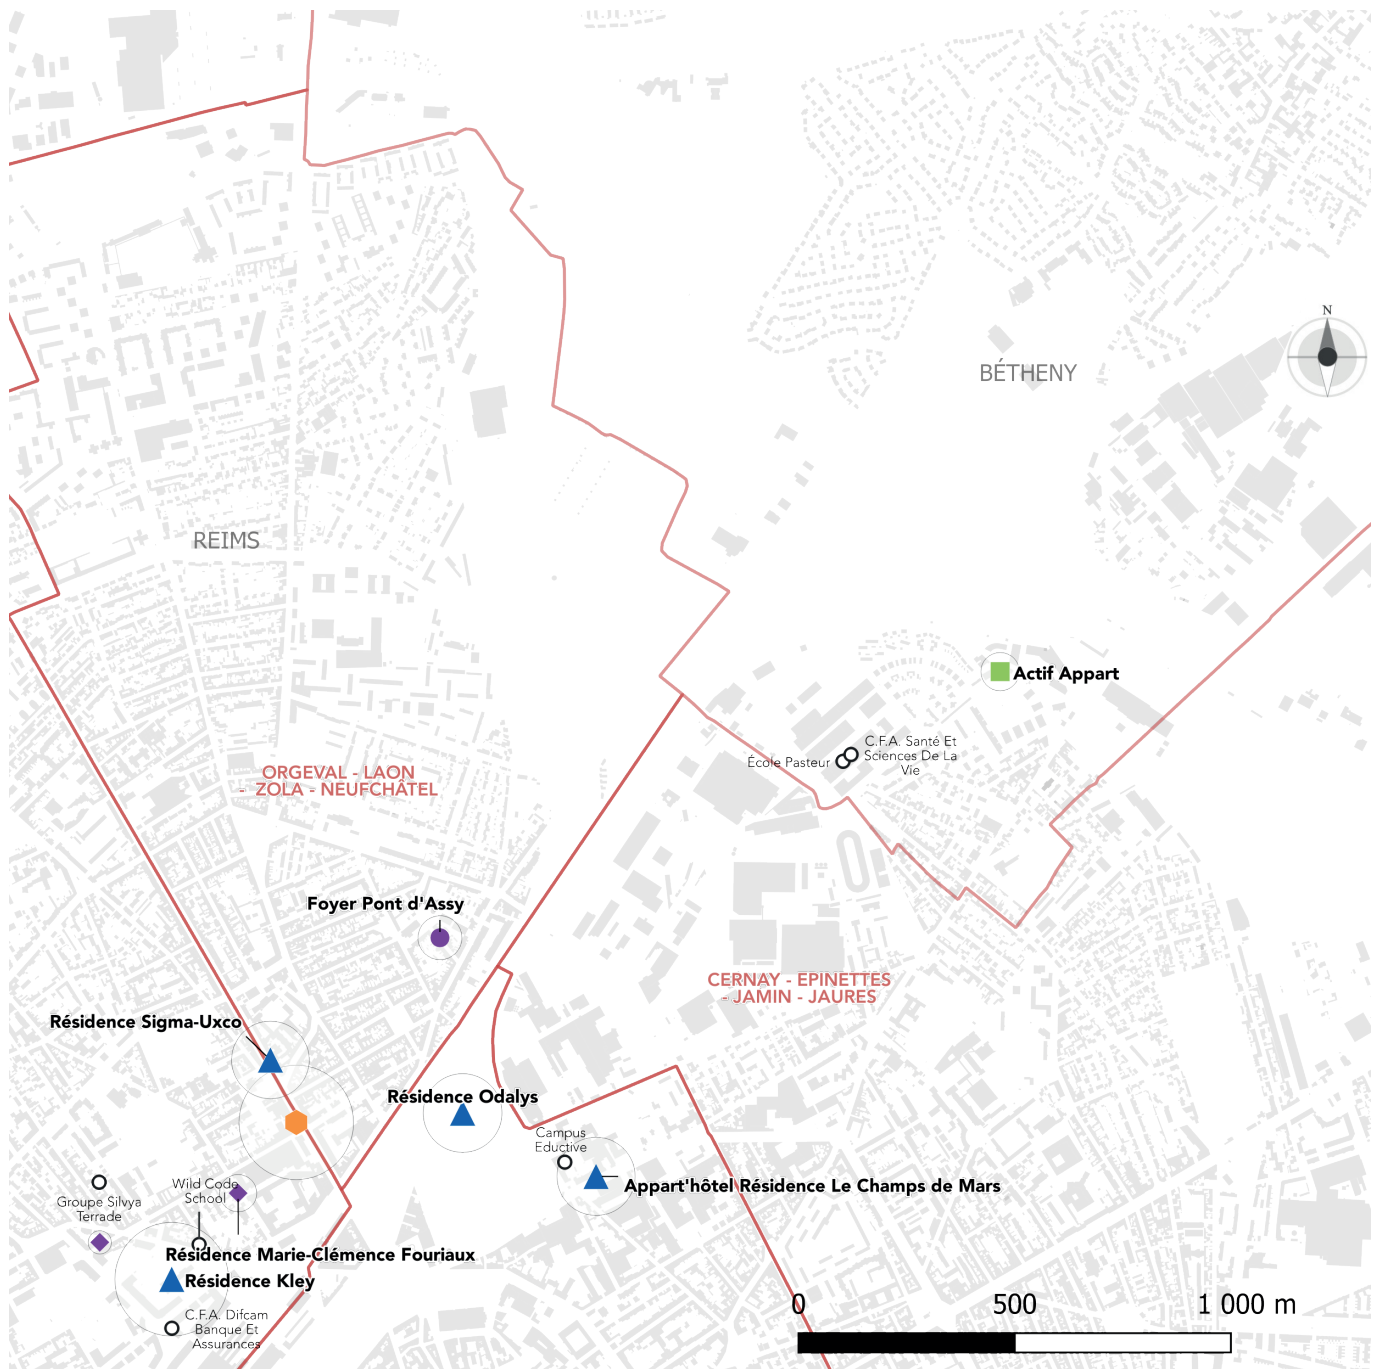 N
BÉTHENY
REIMS
Actif Appart
C.F.A. Santé Et
Sciences De La
Vie
École Pasteur
ORGEVAL - LAON
- ZOLA - NEUFCHÂTEL
Foyer Pont d'Assy
CERNAY - EPINETTES
- JAMIN - JAURES
Résidence Sigma-Uxco
Résidence Odalys
Campus
Eductive
Appart'hôtel Résidence Le Champs de Mars
Wild Code
School
Groupe Silvya
Terrade
Résidence Marie-Clémence Fouriaux
Résidence Kley
C.F.A. Difcam
Banque Et
Assurances
0 500 1 000 m